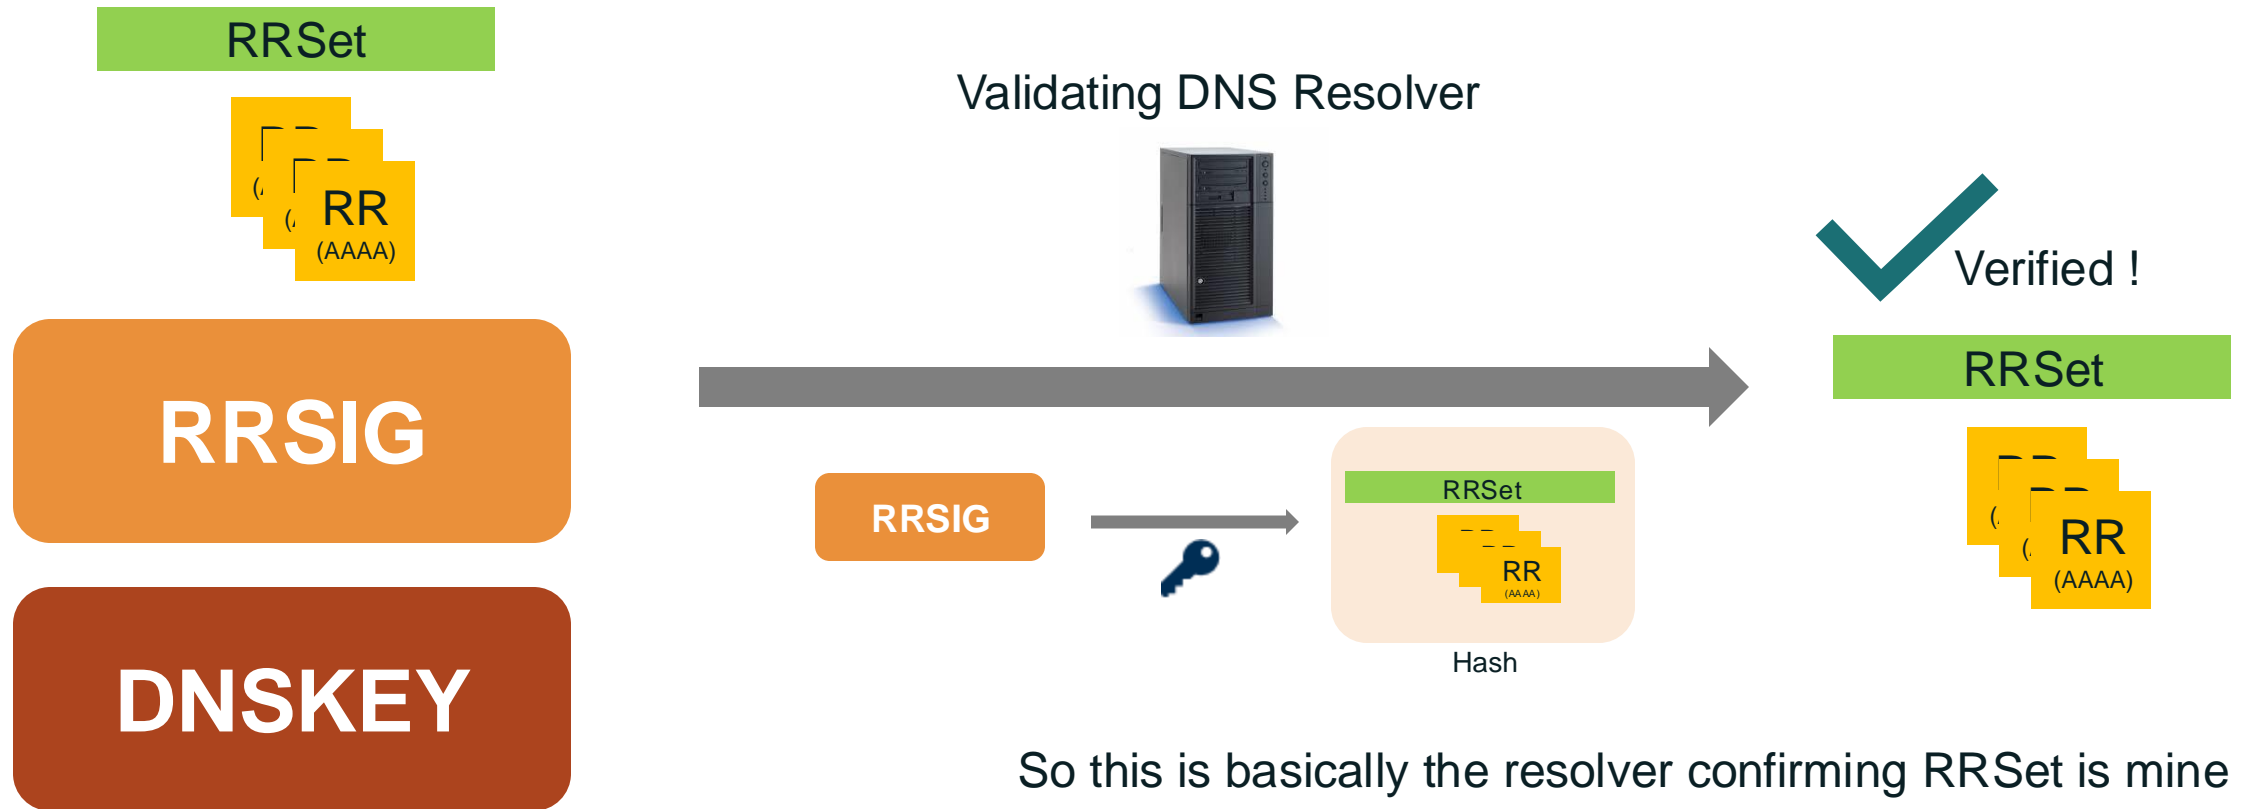 RRSet
RR
(AAAA)
RRSIG
DNSKEY
Validating DNS Resolver
RRSIG
RRSet
RR
(AAAA)
Hash
Verified !
RRSet
RR
(AAAA)
So this is basically the resolver confirming RRSet is mine